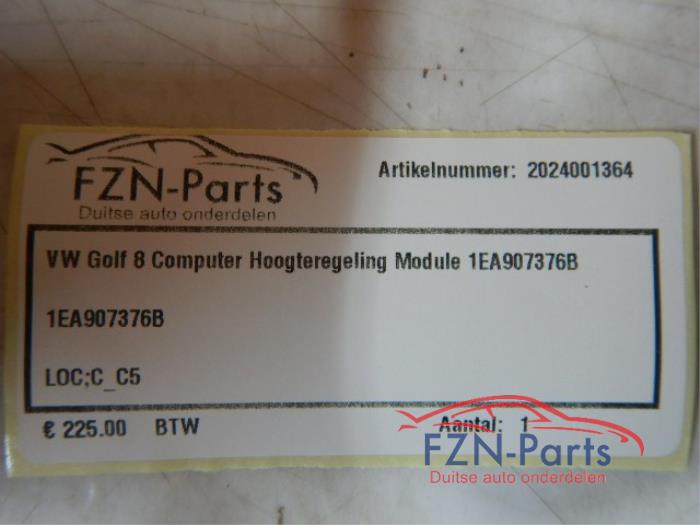 FZN-Parts
Duitse auto onderdelen
Artikelnummer: 2024001364
VW Golf 8 Computer Hoogteregeling Module 1EA907376B
1EA907376B
LOC;C_C5
€ 225.00 BTW Aantal: 1
FZN-Parts
Duitse auto onderdelen